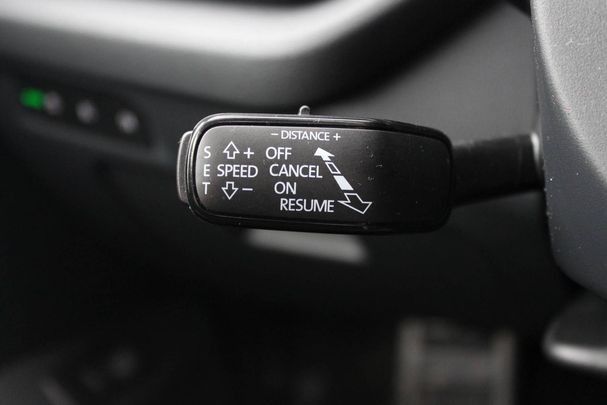 - DISTANCE +
S + OFF
E SPEED CANCEL
T - ON
RESUME